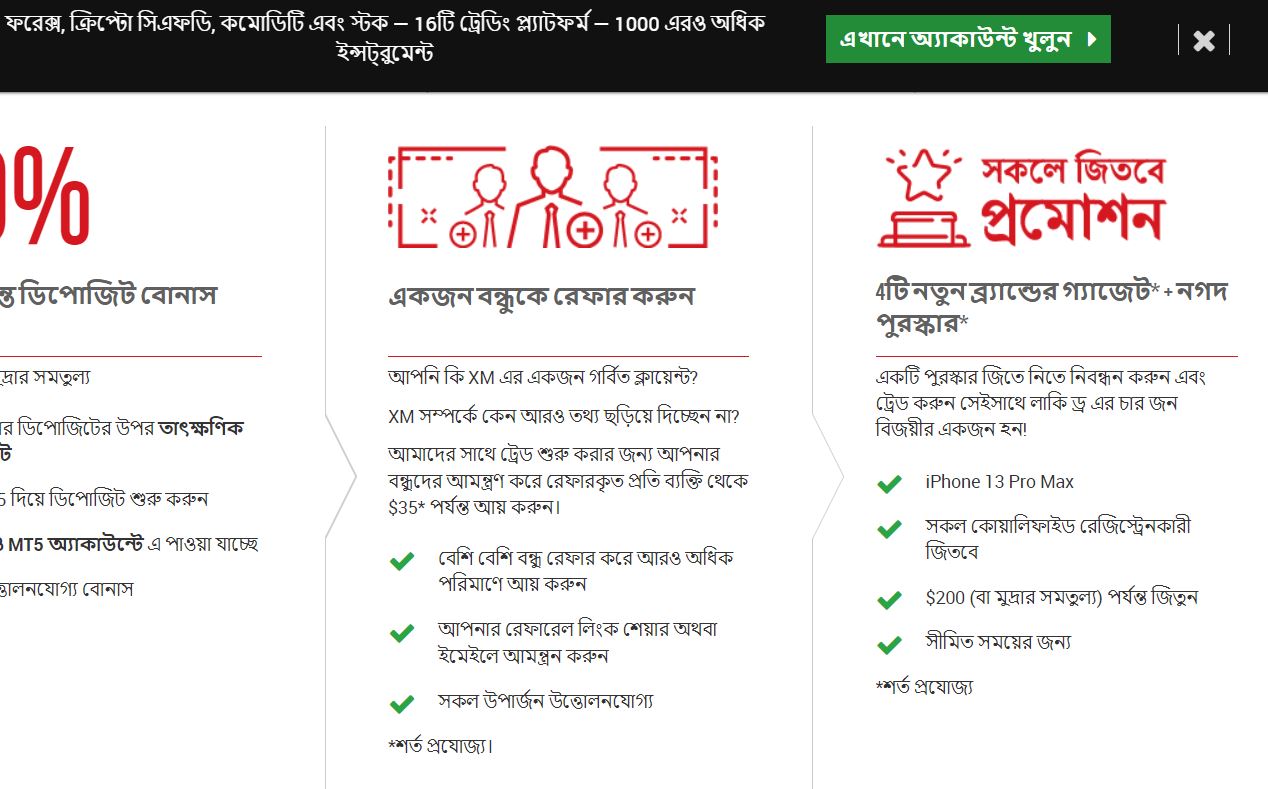 ফরেক্স, ক্রিপ্টো সিএফডি, কমোডিটি এবং স্টক — 16টি ট্রেডিং প্ল্যাটফর্ম — 1000 এরও অধিক
ইন্সট্রুমেন্ট
এখানে অ্যাকাউন্ট খুলুন
%
ডিপোজিট বোনাস
সমতুল্য
ডিপোজিটের উপর তাৎক্ষণিক
দিয়ে ডিপোজিট শুরু করুন
MT5 অ্যাকাউন্টে এ পাওয়া যাচ্ছে
বোনাস
একজন বন্ধুকে রেফার করুন
আপনি কি XM এর একজন গর্বিত ক্লায়েন্ট?
XM সম্পর্কে কেন আরও তথ্য ছড়িয়ে দিচ্ছেন না?
আমাদের সাথে ট্রেড শুরু করার জন্য আপনার
বন্ধুদের আমন্ত্রণ করে রেফারকৃত প্রতি ব্যক্তি থেকে
$35* পর্যন্ত আয় করুন।
বেশি বেশি বন্ধু রেফার করে আরও অধিক
পরিমাণে আয় করুন
আপনার রেফারেল লিংক শেয়ার অথবা
ইমেইলে আমন্ত্রন করুন
সকল উপার্জন উত্তোলনযোগ্য
*শর্ত প্রযোজ্য।
সকলে জিতবে
প্রমোশন
4টি নতুন ব্র্যান্ডের গ্যাজেট* + নগদ
পুরস্কার*
একটি পুরস্কার জিতে নিতে নিবন্ধন করুন এবং
ট্রেড করুন সেইসাথে লাকি ড্র এর চার জন
বিজয়ীর একজন হন!
iPhone 13 Pro Max
সকল কোয়ালিফাইড রেজিস্ট্রেনকারী
জিতবে
$200 (বা মুদ্রার সমতুল্য) পর্যন্ত জিতুন
সীমিত সময়ের জন্য
*শর্ত প্রযোজ্য